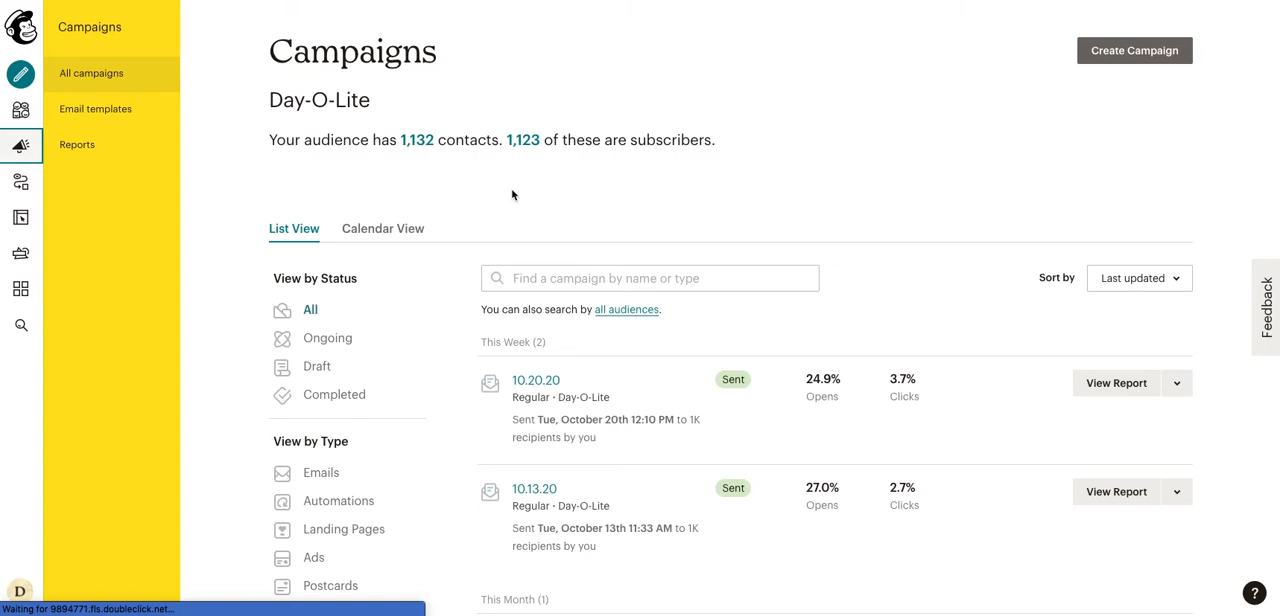 Campaigns
All campaigns
Email templates
Reports
D
Waiting for 9894771.fls.doubleclick.net...
Campaigns
Create Campaign
Day-O-Lite
Your audience has 1,132 contacts. 1,123 of these are subscribers.
List View Calendar View
View by Status
All
Ongoing
Draft
Completed
View by Type
Emails
Automations
Landing Pages
Ads
Postcards
Find a campaign by name or type
Sort by Last updated
You can also search by all audiences.
This Week (2)
10.20.20 Sent 24.9% 3.7% View Report
Regular · Day-O-Lite Opens Clicks
Sent Tue, October 20th 12:10 PM to 1K
recipients by you
10.13.20 Sent 27.0% 2.7% View Report
Regular · Day-O-Lite Opens Clicks
Sent Tue, October 13th 11:33 AM to 1K
recipients by you
This Month (1)
Feedback
?